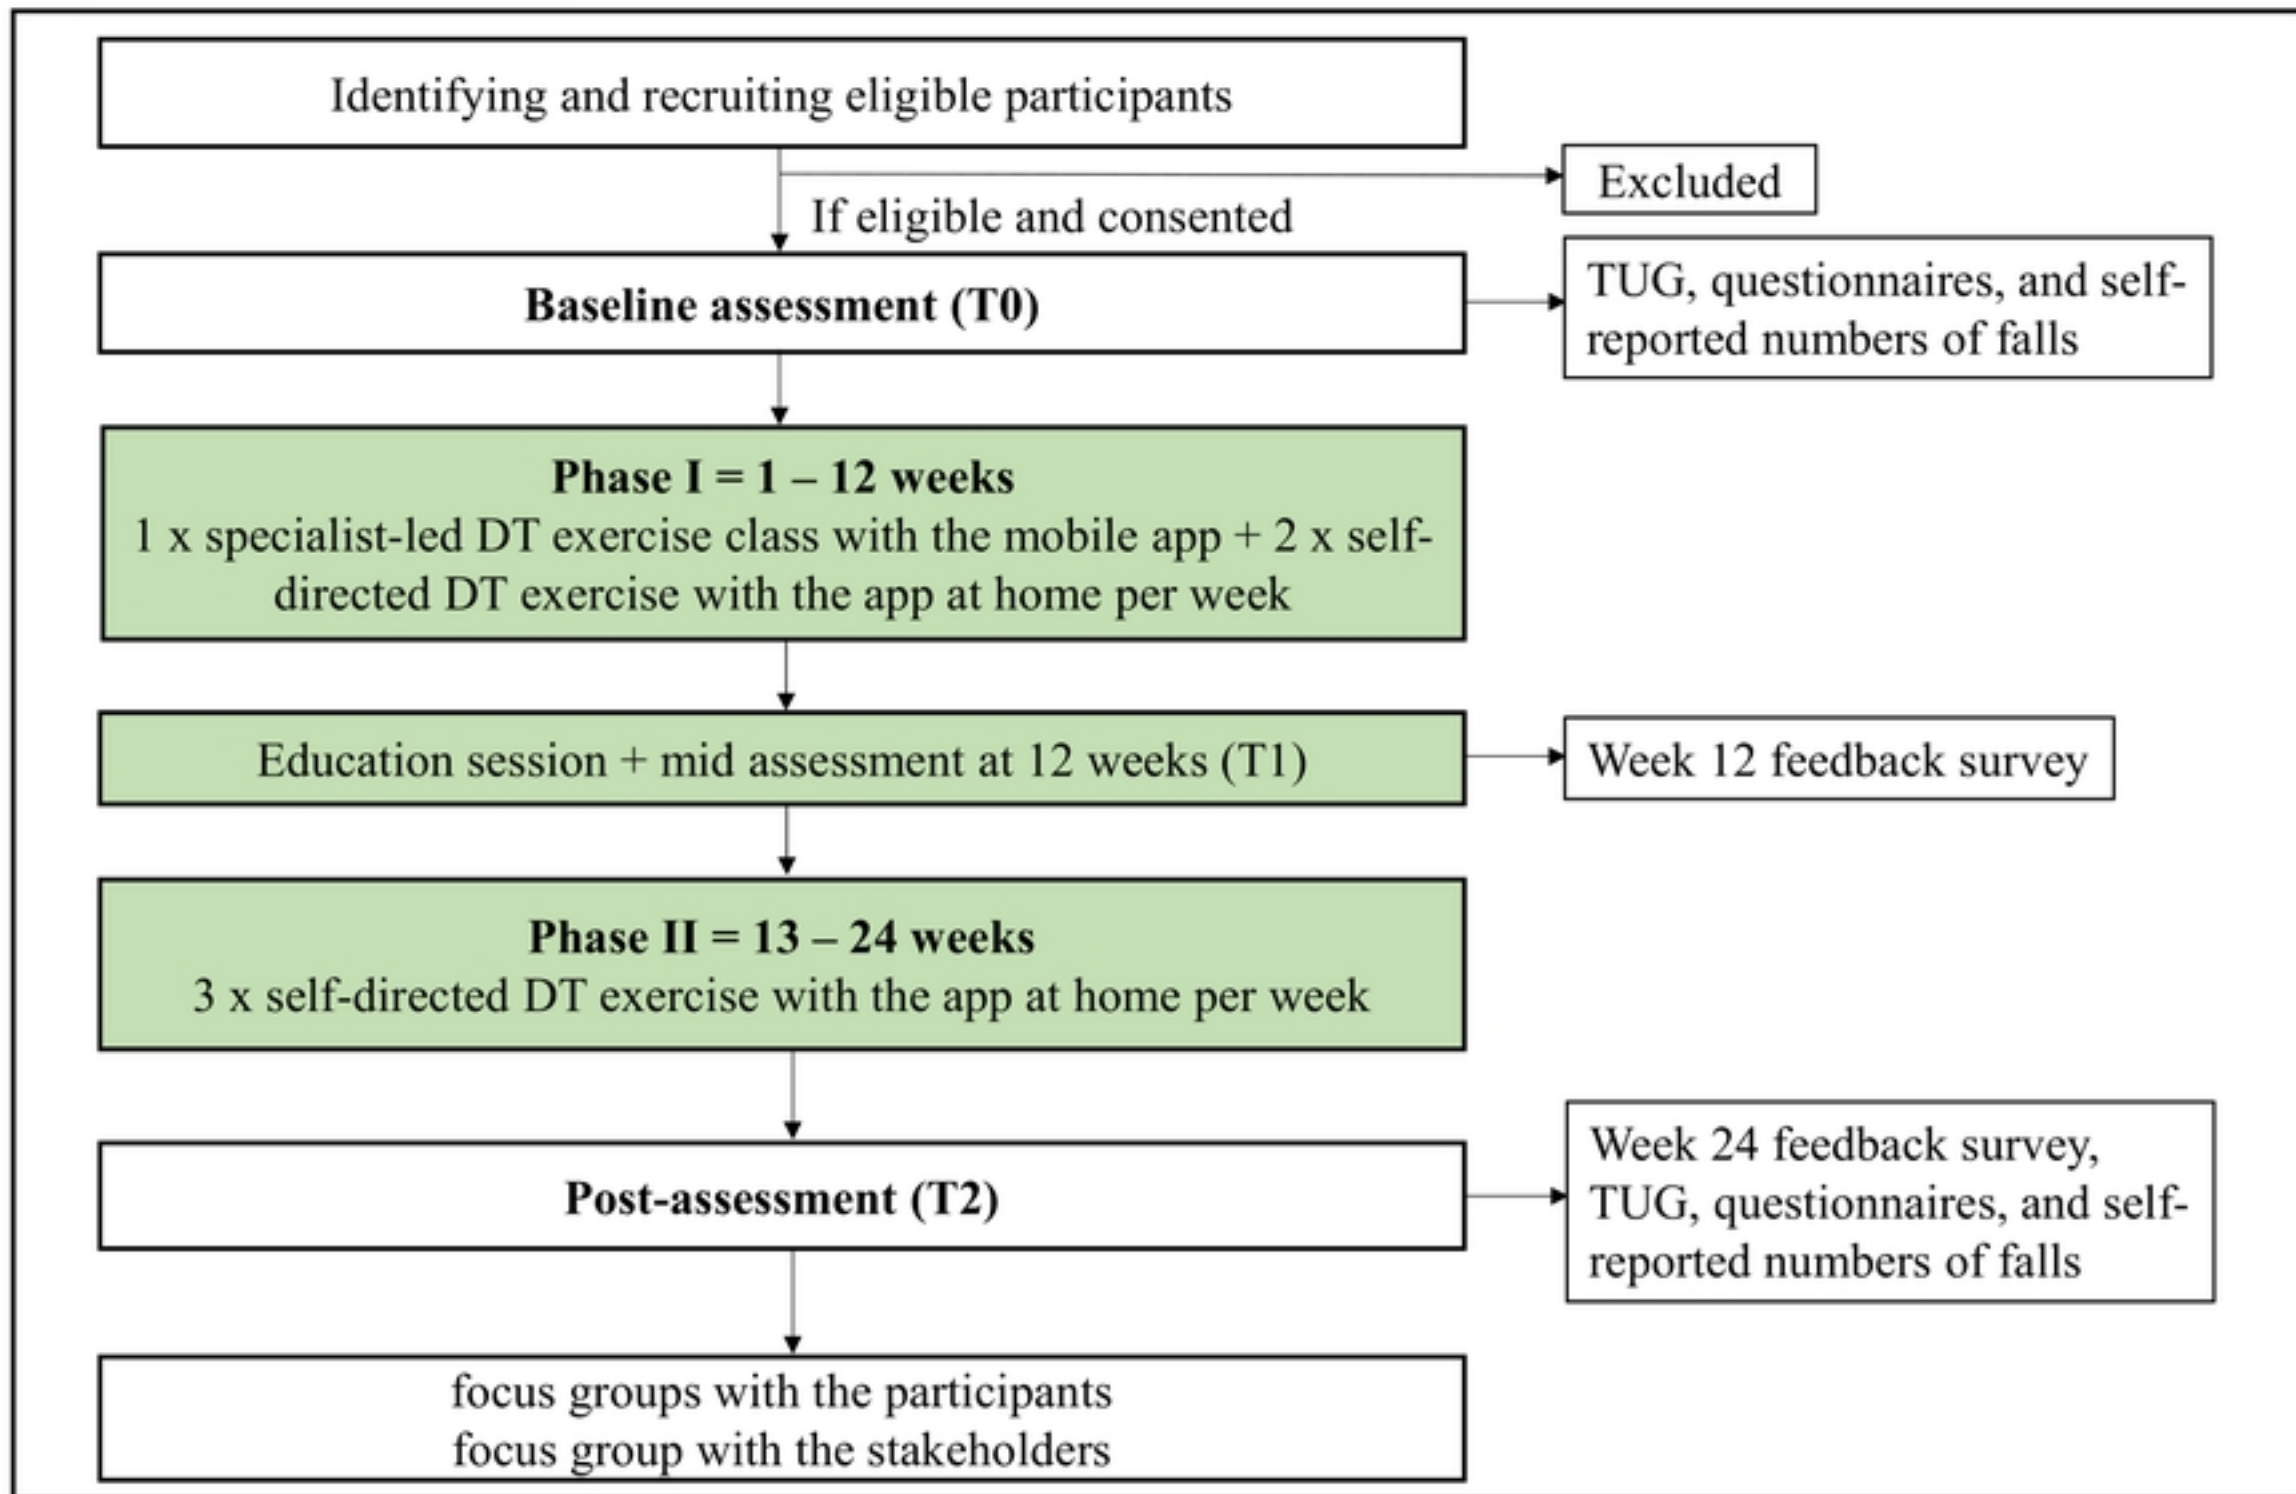 Identifying and recruiting eligible participants
Excluded
If eligible and consented
Baseline assessment (T0)
TUG, questionnaires, and self-
reported numbers of falls
Phase I = 1 – 12 weeks
1 x specialist-led DT exercise class with the mobile app + 2 x self-
directed DT exercise with the app at home per week
Education session + mid assessment at 12 weeks (T1)
Week 12 feedback survey
Phase II = 13 – 24 weeks
3 x self-directed DT exercise with the app at home per week
Post-assessment (T2)
Week 24 feedback survey,
TUG, questionnaires, and self-
reported numbers of falls
focus groups with the participants
focus group with the stakeholders